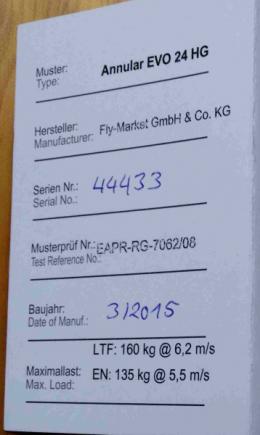 Muster: Annular EVO 24 HG
Type:
Hersteller: Fly-Market GmbH & Co. KG
Manufacturer:
Serien Nr.: 44433
Serial No.:
Musterprüf Nr.: EAPR-RG-7062/08
Test Reference No.:
Baujahr: 3/2015
Date of Manuf.:
LTF: 160 kg @ 6,2 m/s
Maximallast: EN: 135 kg @ 5,5 m/s
Max. Load: